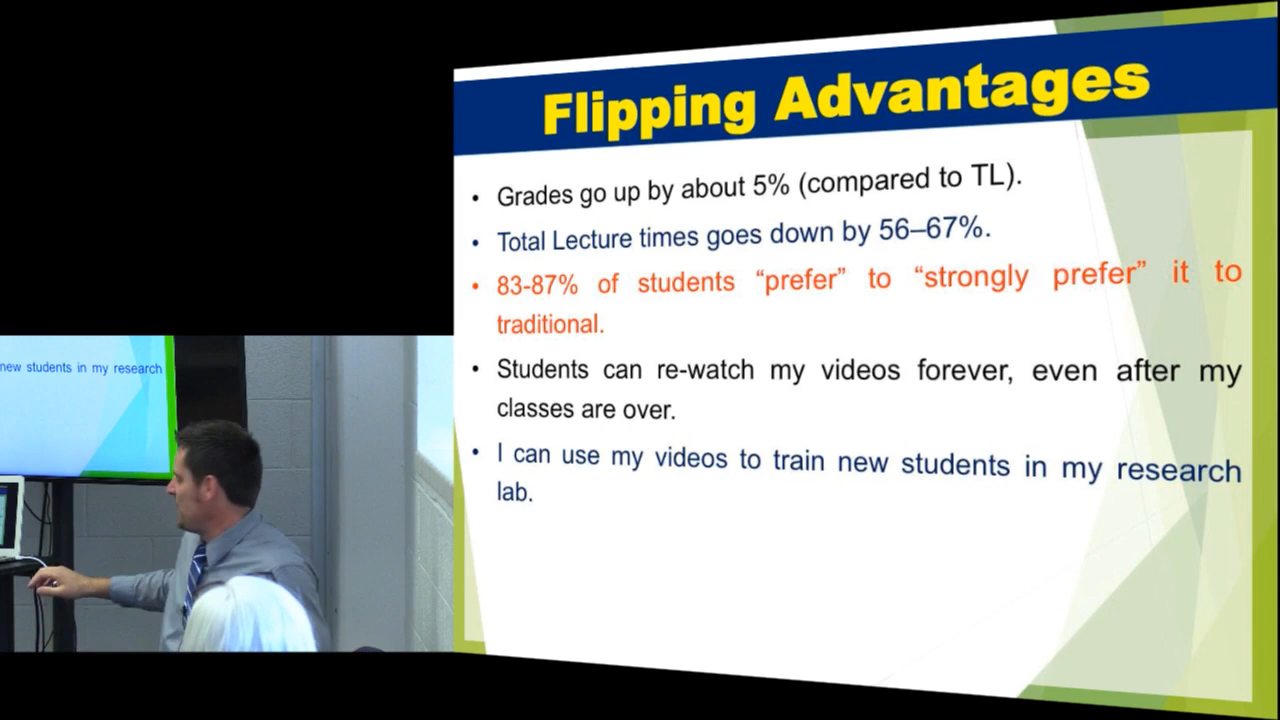 Flipping Advantages
• Grades go up by about 5% (compared to TL).
• Total Lecture times goes down by 56–67%.
• 83-87% of students “prefer” to “strongly prefer” it to
traditional.
• Students can re-watch my videos forever, even after my
classes are over.
• I can use my videos to train new students in my research
lab.
new students in my research